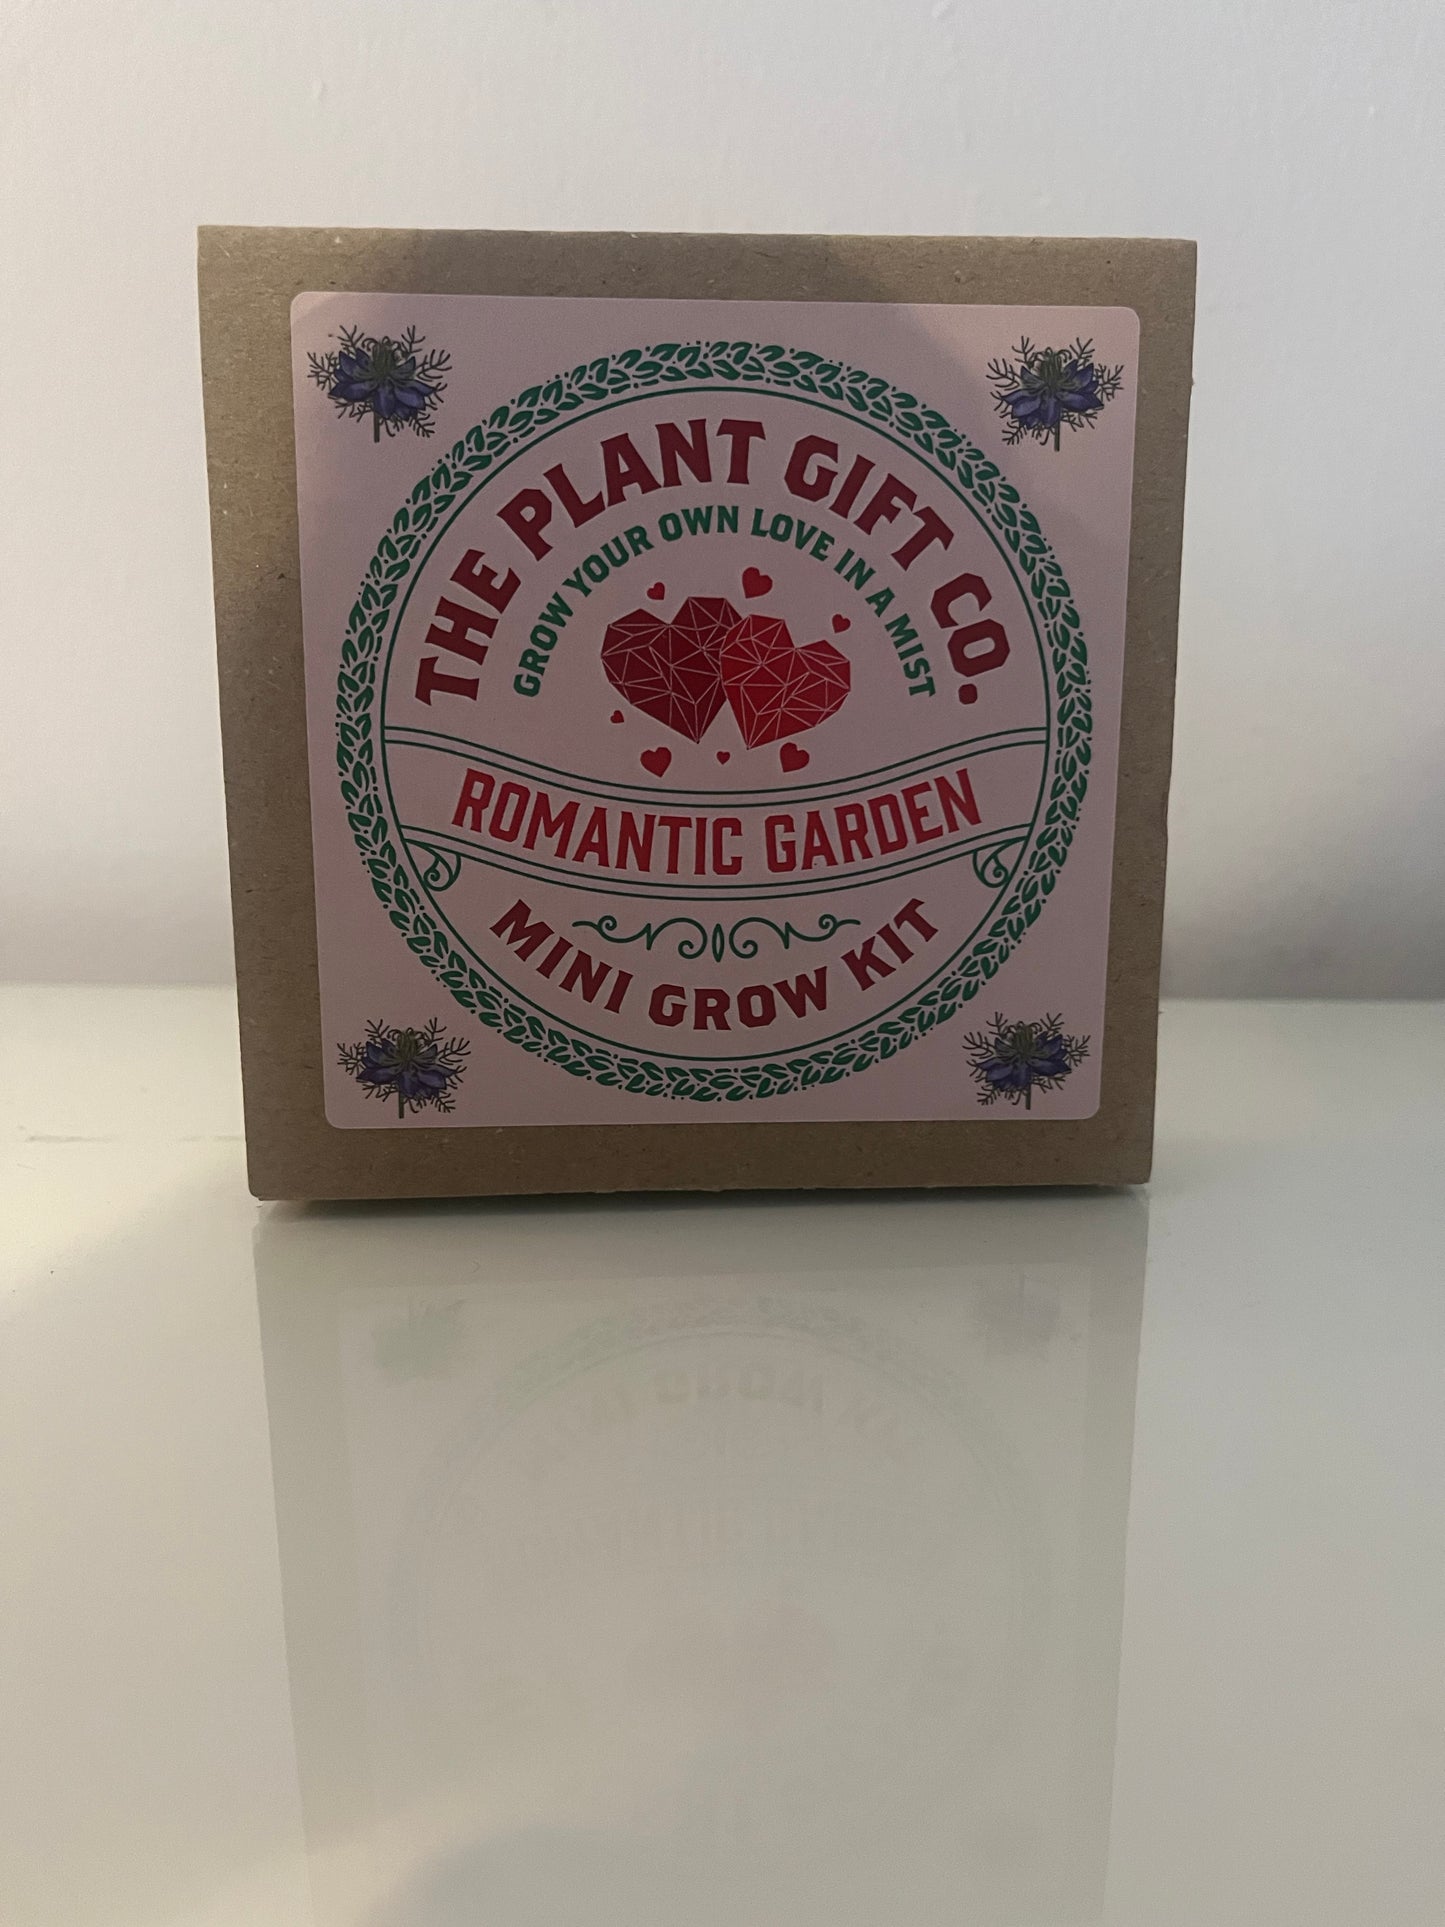 THE PLANT GIFT CO.
GROW YOUR OWN LOVE IN A MIST
ROMANTIC GARDEN
MINI GROW KIT